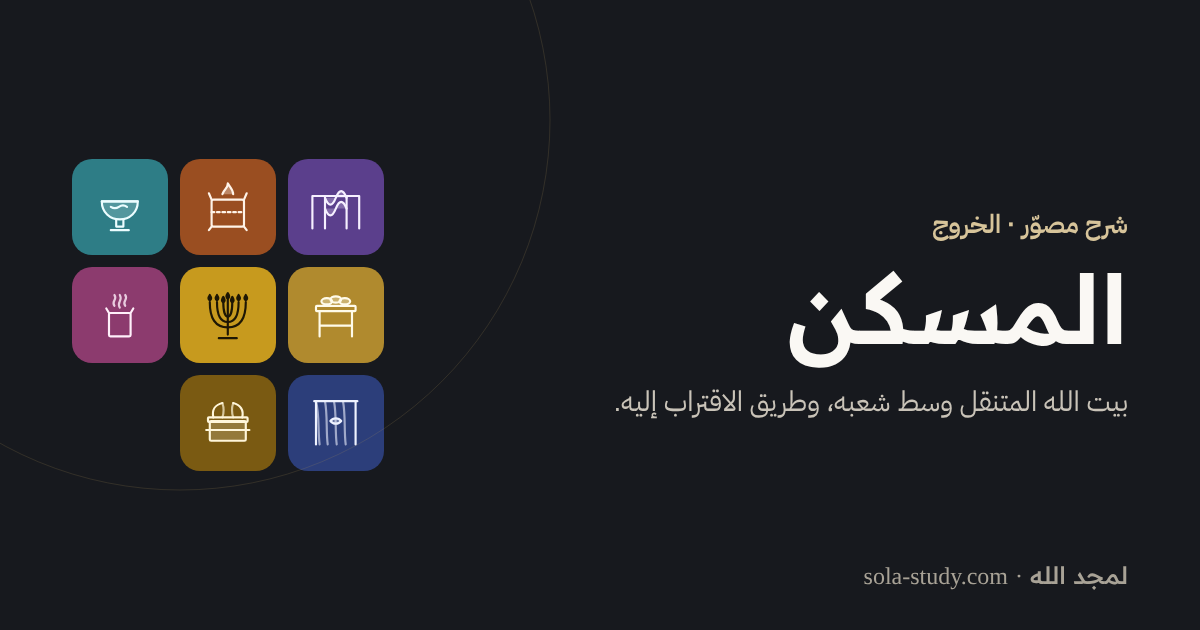 شرح مصوّر · الخروج
المسكن
بيت الله المتنقل وسط شعبه، وطريق الاقتراب إليه.
لمجد الله · sola-study.com